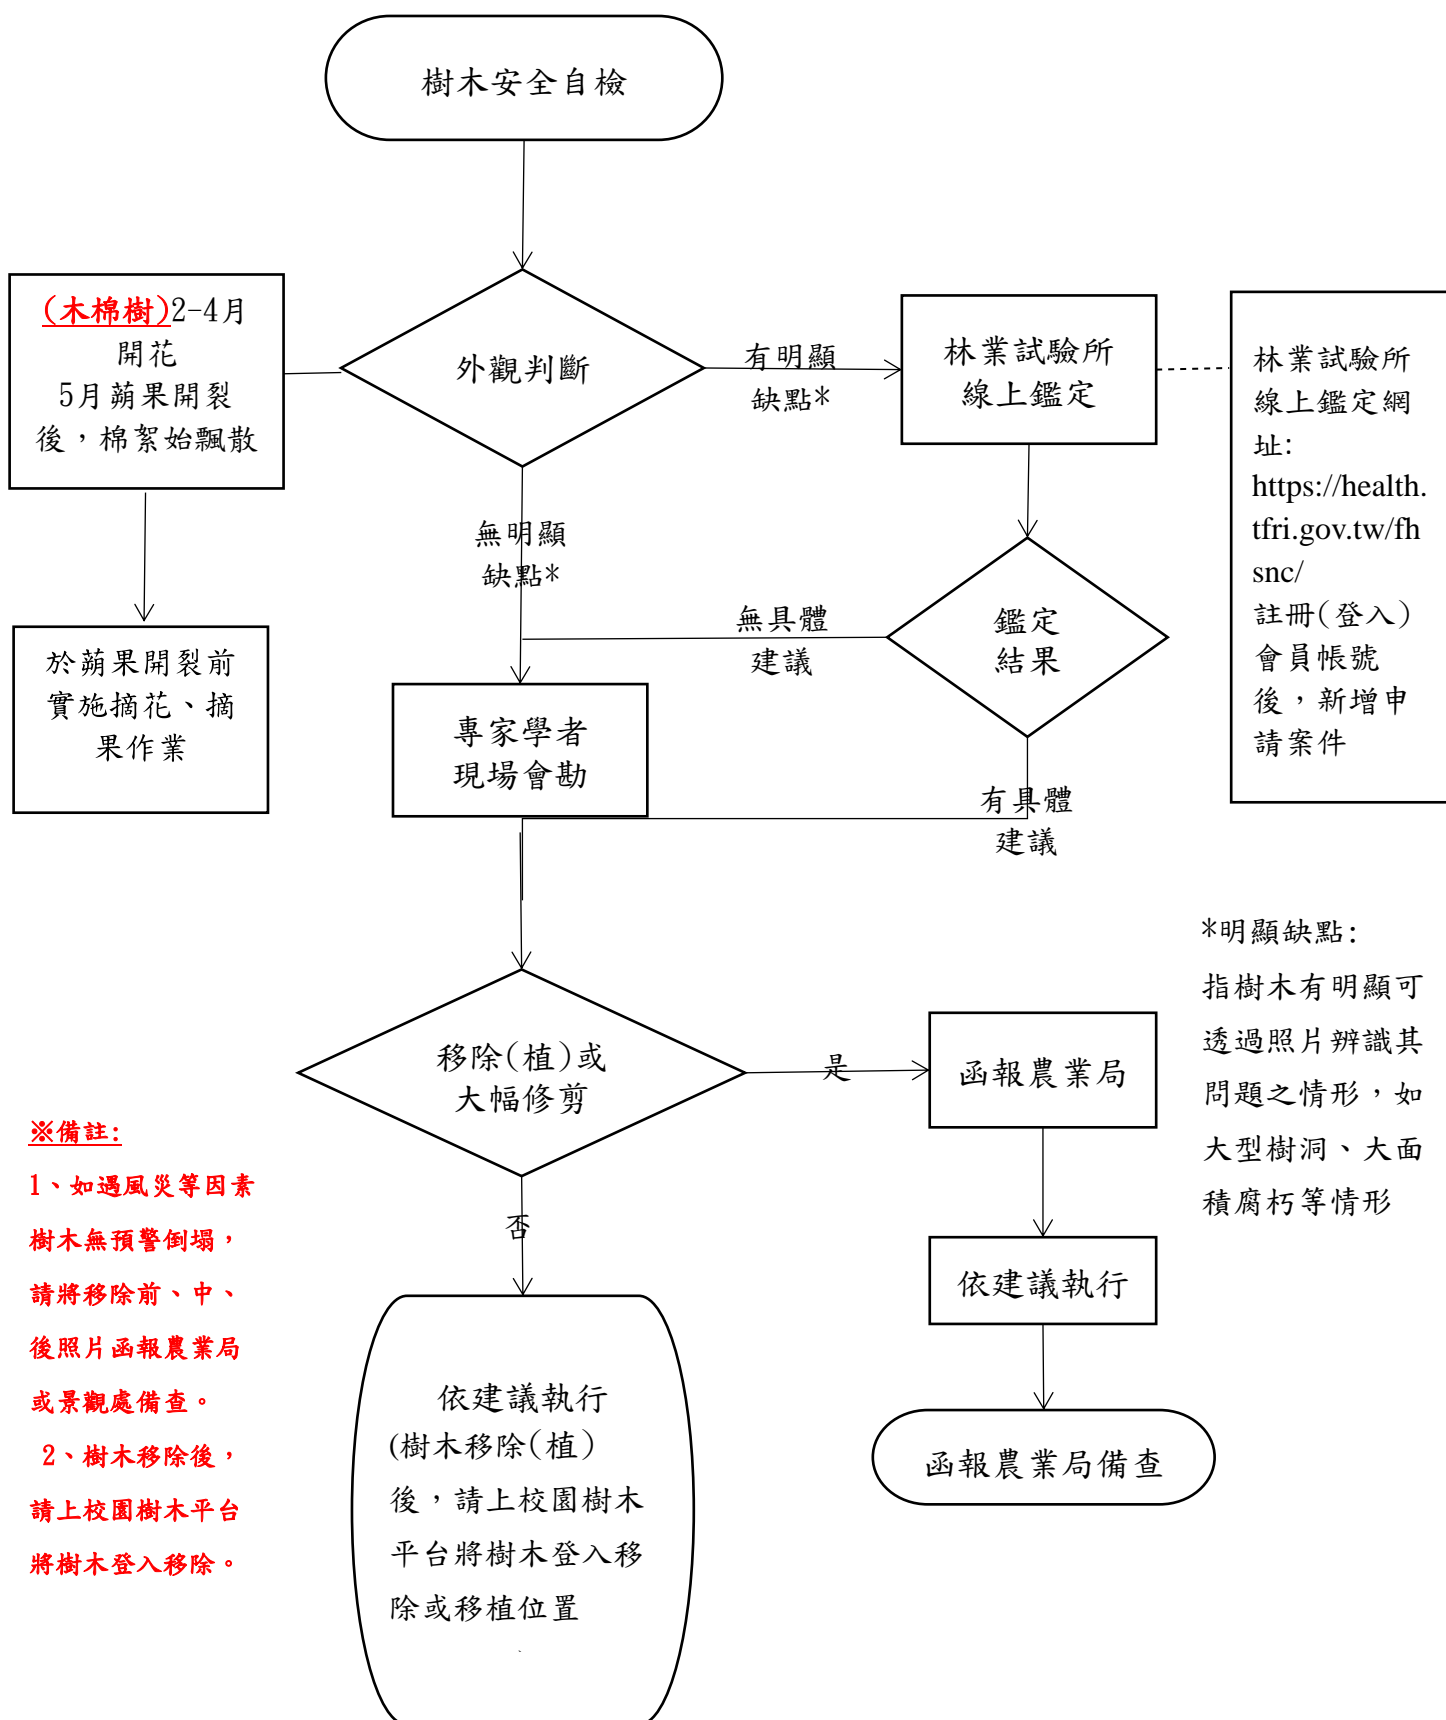 樹木安全自檢
(木棉樹)2-4月
開花
5月蒴果開裂
後，棉絮始飄散
外觀判斷
有明顯
缺點*
林業試驗所
線上鑑定
林業試驗所
線上鑑定網
址:
https://health.
tfri.gov.tw/fh
snc/
註冊(登入)
會員帳號
後，新增申
請案件
無明顯
缺點*
無具體
建議
鑑定
結果
於蒴果開裂前
實施摘花、摘
果作業
專家學者
現場會勘
有具體
建議
*明顯缺點:
指樹木有明顯可
透過照片辨識其
問題之情形，如
大型樹洞、大面
積腐朽等情形
移除(植)或
大幅修剪
是
函報農業局
※備註:
1、如遇風災等因素
樹木無預警倒塌，
請將移除前、中、
後照片函報農業局
或景觀處備查。
2、樹木移除後，
請上校園樹木平台
將樹木登入移除。
否
依建議執行
依建議執行
(樹木移除(植)
後，請上校園樹木
平台將樹木登入移
除或移植位置
函報農業局備查